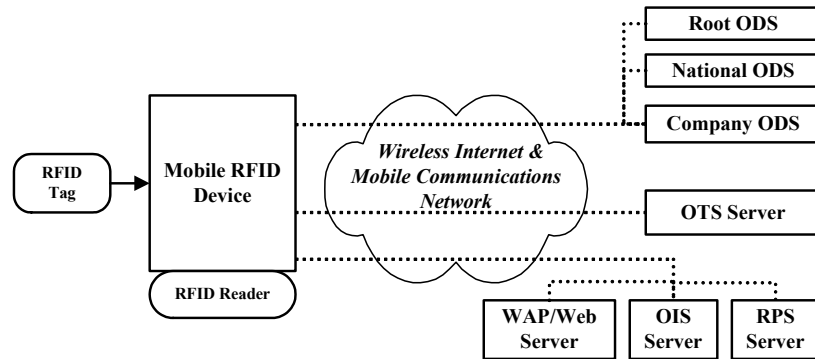 Root ODS
National ODS
Company ODS
Wireless Internet &
Mobile Communications
Network
Mobile RFID
Device
RFID
Tag
OTS Server
RFID Reader
WAP/Web
Server
OIS
Server
RPS
Server